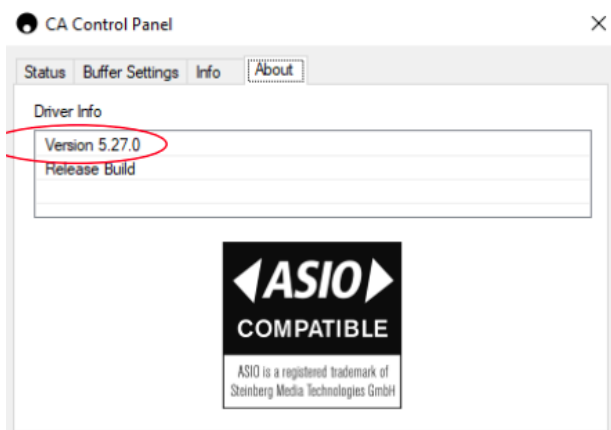 CA Control Panel
Status Buffer Settings Info About
Driver Info
Version 5.27.0
Release Build
ASIO
COMPATIBLE
ASIO is a registered trademark of
Steinberg Media Technologies GmbH